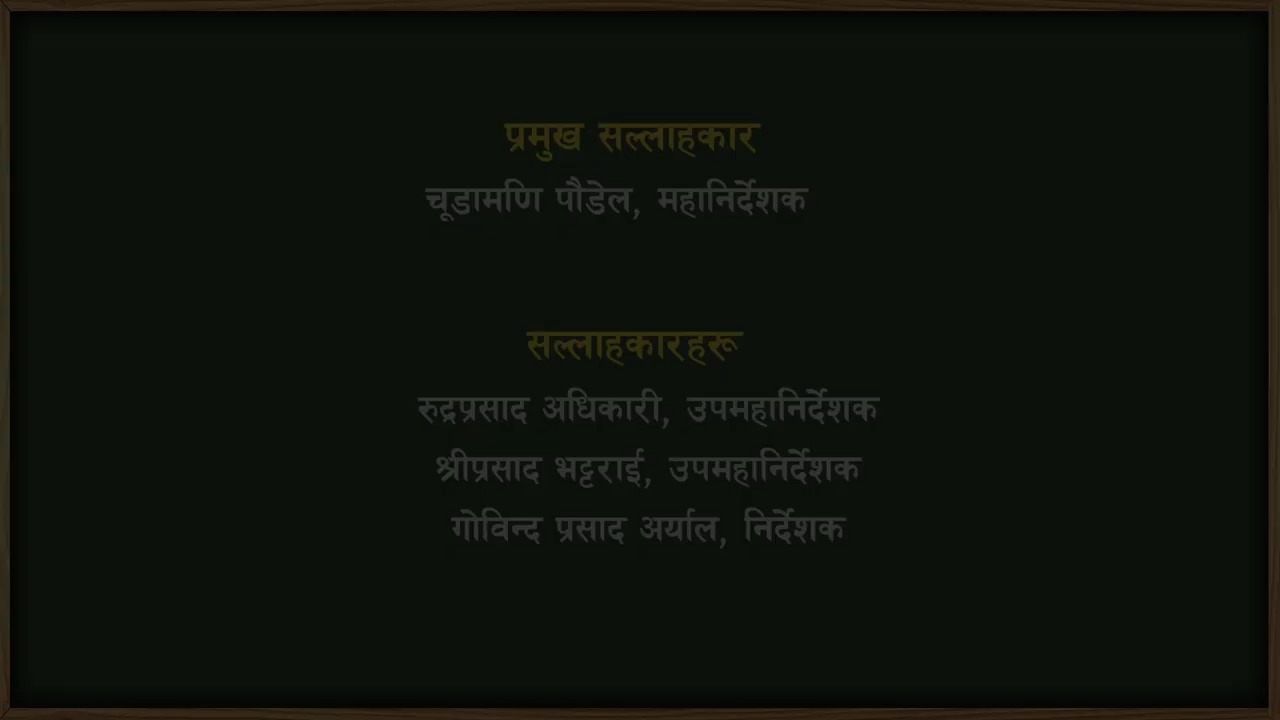 प्रमुख सल्लाहकार
चूडामणि पौडेल, महानिर्देशक
सल्लाहकारहरू
रुद्रप्रसाद अधिकारी, उपमहानिर्देशक
श्रीप्रसाद भट्टराई, उपमहानिर्देशक
गोविन्द प्रसाद अर्याल, निर्देशक